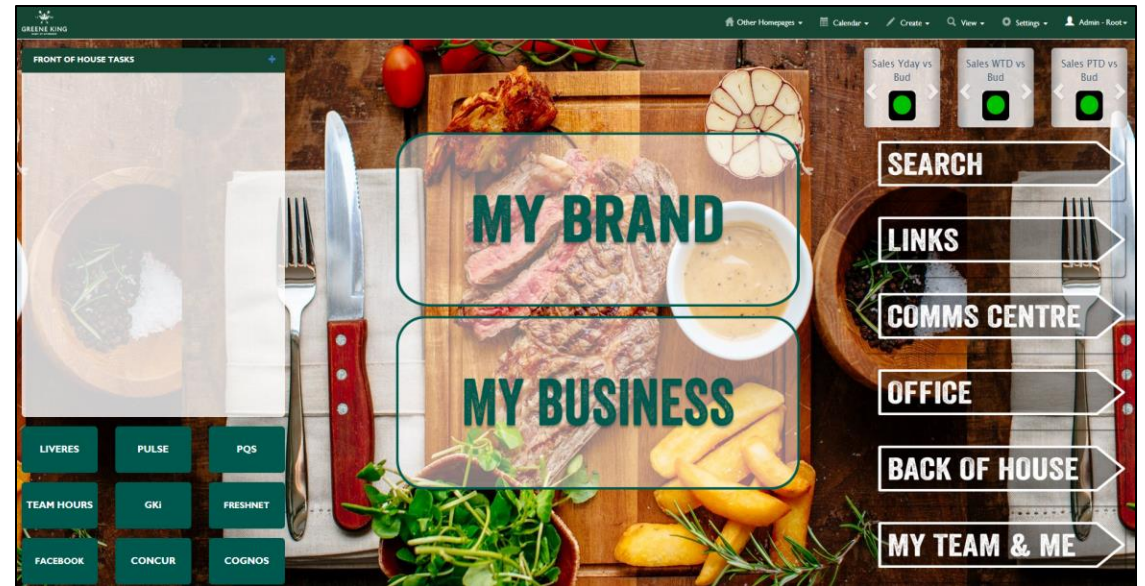 GREENE KING
Other Homepages
Calendar
Create
View
Settings
Admin - Root
FRONT OF HOUSE TASKS
+
Sales Yday vs
Bud
Sales WTD vs
Bud
Sales PTD vs
Bud
MY BRAND
MY BUSINESS
SEARCH
LINKS
COMMS CENTRE
OFFICE
BACK OF HOUSE
MY TEAM & ME
LIVERES
PULSE
PQS
TEAM HOURS
GKi
FRESHNET
FACEBOOK
CONCUR
COGNOS